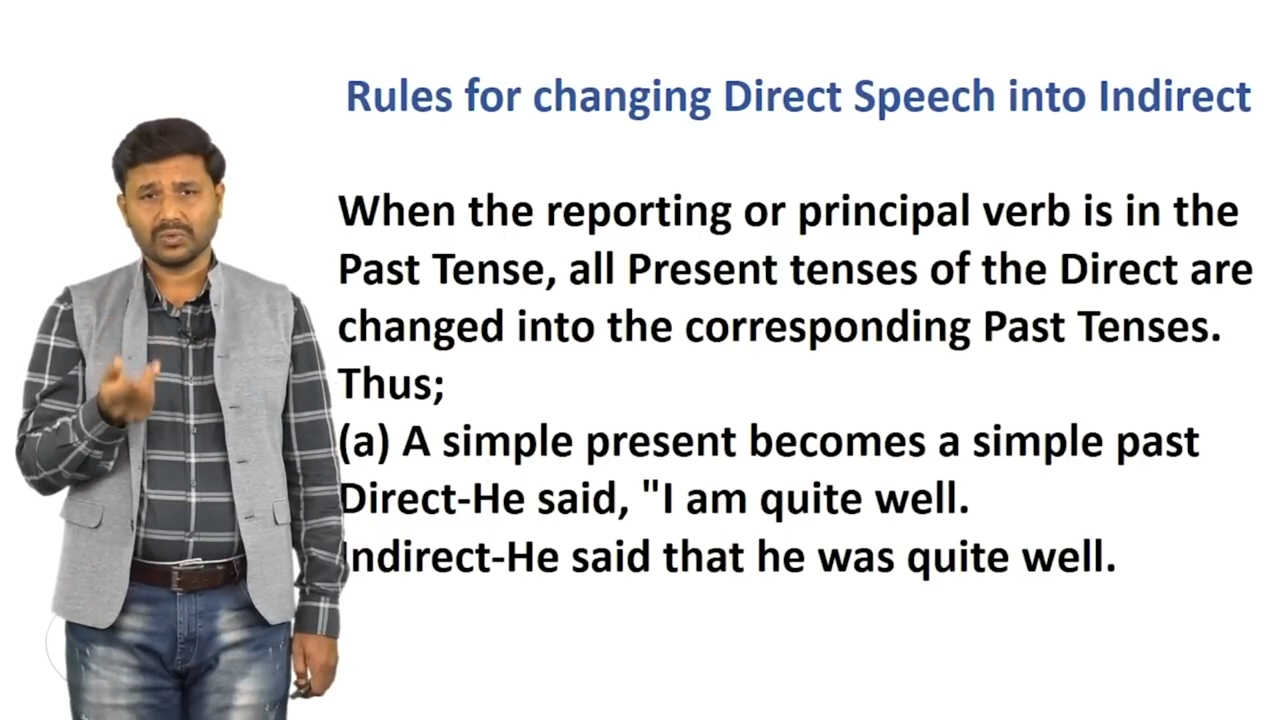 Rules for changing Direct Speech into Indirect
When the reporting or principal verb is in the
Past Tense, all Present tenses of the Direct are
changed into the corresponding Past Tenses.
Thus;
(a) A simple present becomes a simple past
Direct-He said, "I am quite well.
Indirect-He said that he was quite well.